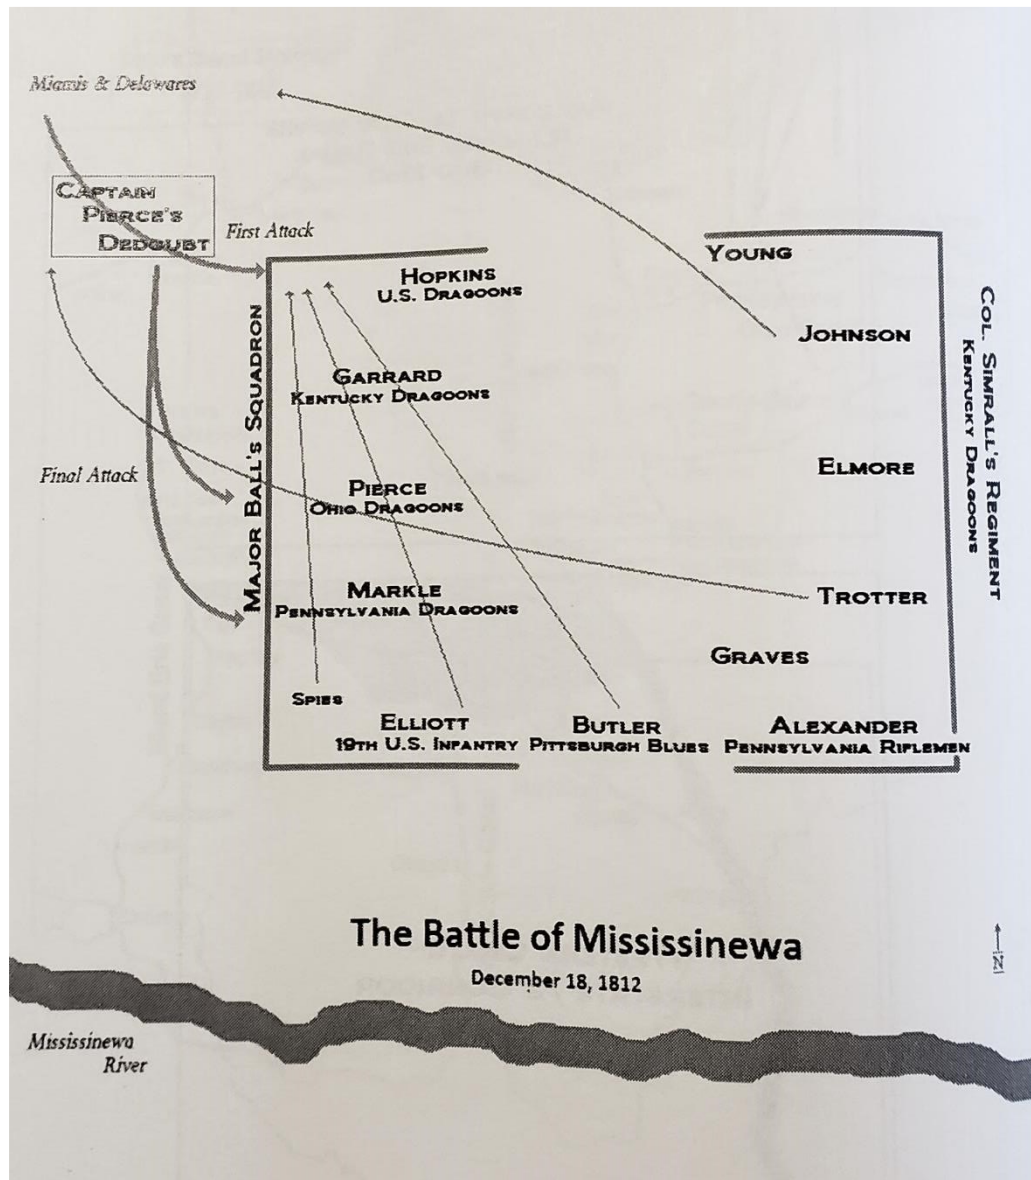 Miamis & Delawares
CAPTAIN
PIERCE'S
DEDOUBT
First Attack
HOPKINS
U.S. DRAGOONS
YOUNG
JOHNSON
GARRARD
KENTUCKY DRAGOONS
MAJOR BALL'S SQUADRON
COL. SIMRALL'S REGIMENT
KENTUCKY DRAGOONS
Final Attack
PIERCE
OHIO DRAGOONS
ELMORE
MARKLE
PENNSYLVANIA DRAGOONS
TROTTER
GRAVES
SPIES
ELLIOTT
19TH U.S. INFANTRY
BUTLER
PITTSBURGH BLUES
ALEXANDER
PENNSYLVANIA RIFLEMEN
The Battle of Mississinewa
December 18, 1812
N
Mississinewa
River